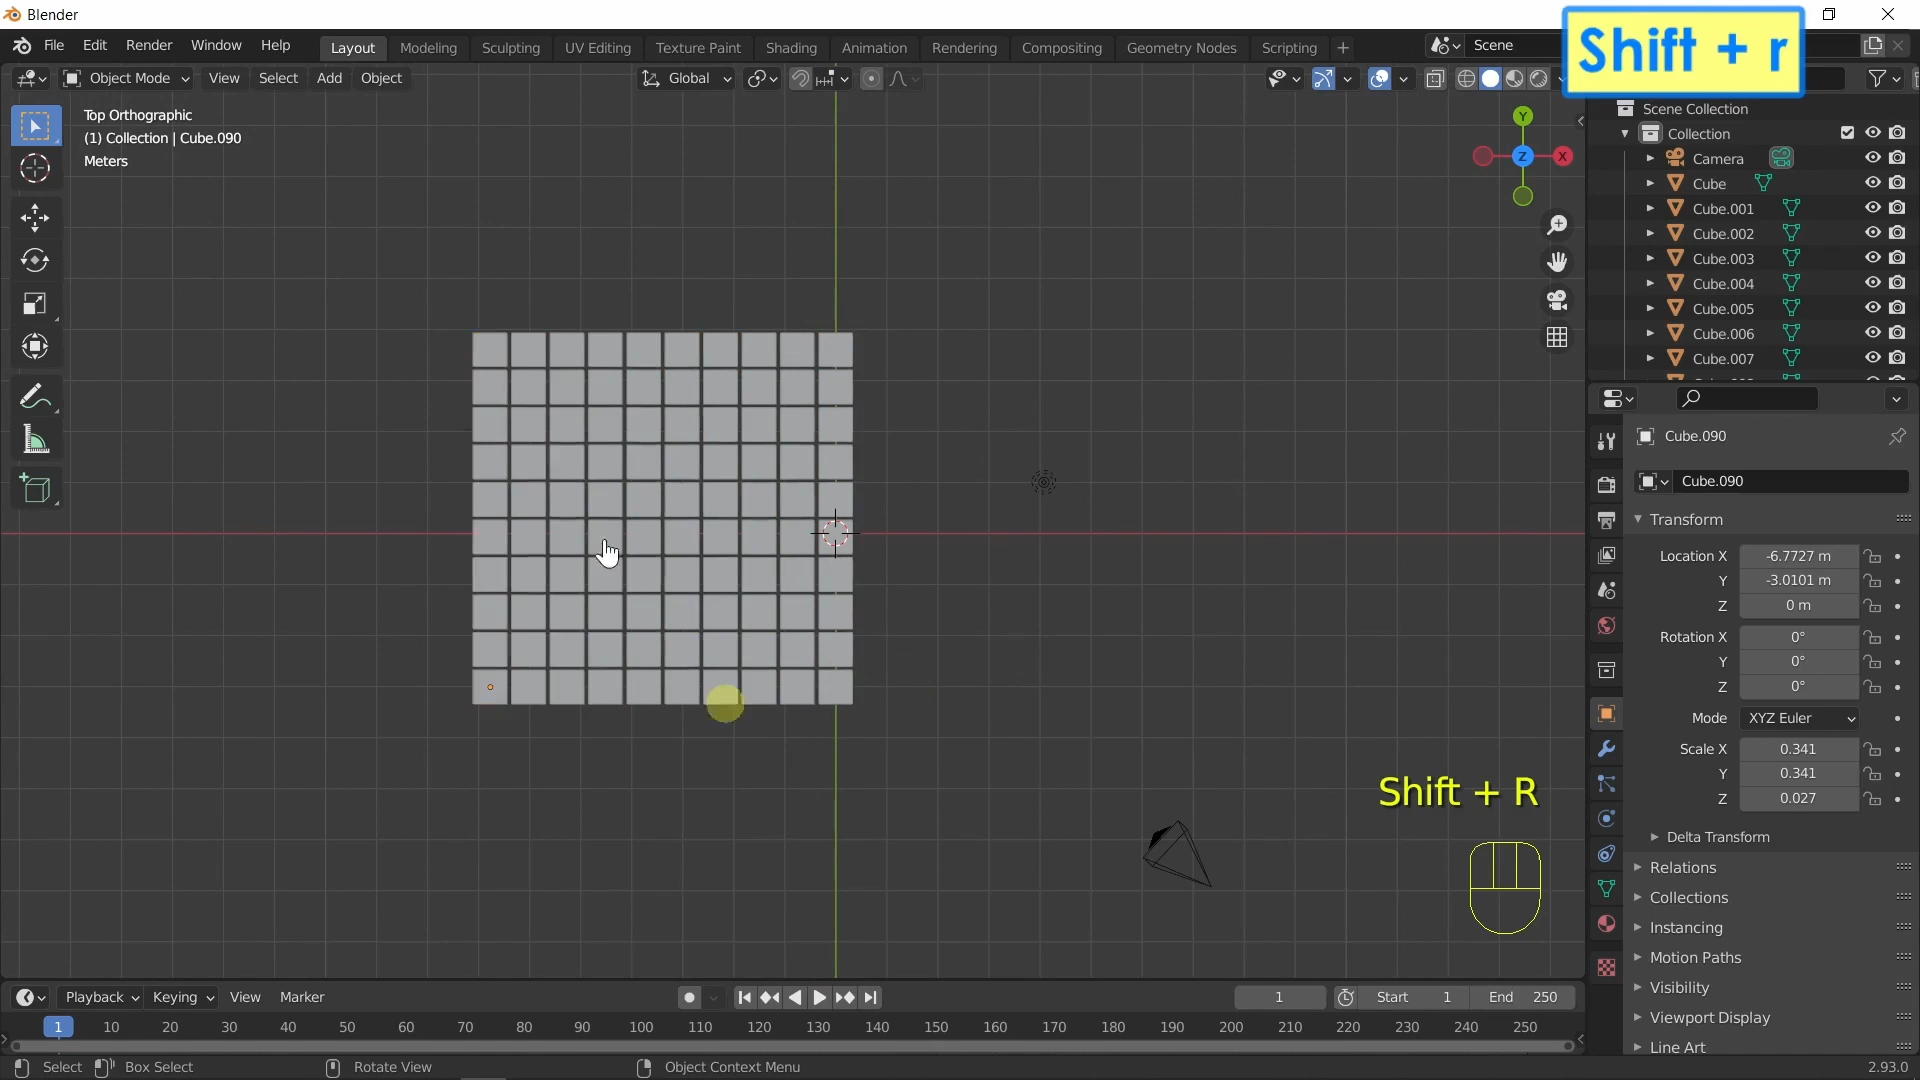 Blender
File Edit Render Window Help Layout Modeling Sculpting UV Editing Texture Paint Shading Animation Rendering Compositing Geometry Nodes Scripting + Scene
Shift + r
Object Mode View Select Add Object Global
Top Orthographic
(1) Collection | Cube.090
Meters
Y
X
Z
Scene Collection
Collection
Camera
Cube
Cube.001
Cube.002
Cube.003
Cube.004
Cube.005
Cube.006
Cube.007
Cube.090
Cube.090
Transform
Location X -6.7727 m
Y -3.0101 m
Z 0 m
Rotation X 0°
Y 0°
Z 0°
Mode XYZ Euler
Scale X 0.341
Y 0.341
Z 0.027
Delta Transform
Relations
Collections
Instancing
Motion Paths
Visibility
Viewport Display
Line Art
Shift + R
Playback Keying View Marker 1 Start 1 End 250
1 10 20 30 40 50 60 70 80 90 100 110 120 130 140 150 160 170 180 190 200 210 220 230 240 250
Select Box Select Rotate View Object Context Menu 2.93.0